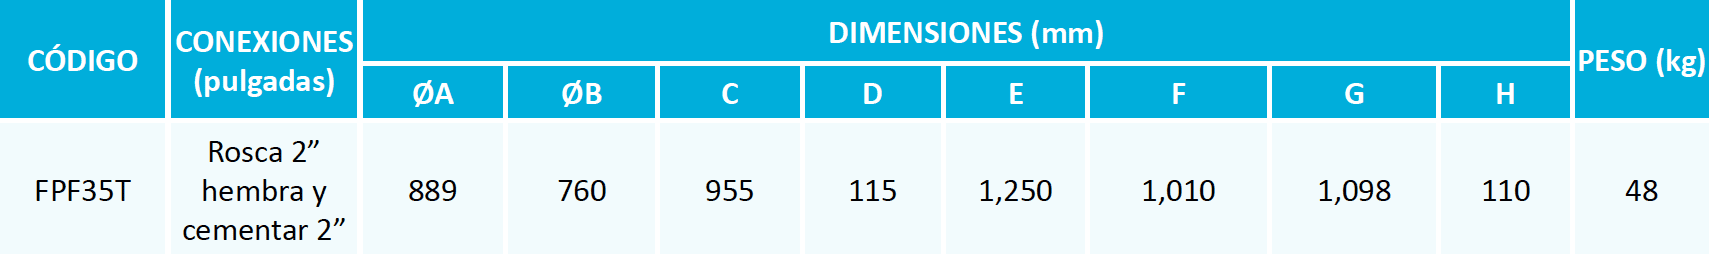 CÓDIGO
CONEXIONES
(pulgadas)
DIMENSIONES (mm)
PESO (kg)
ØA ØB C D E F G H
FPF35T
Rosca 2”
hembra y
cementar 2”
889 760 955 115 1,250 1,010 1,098 110 48